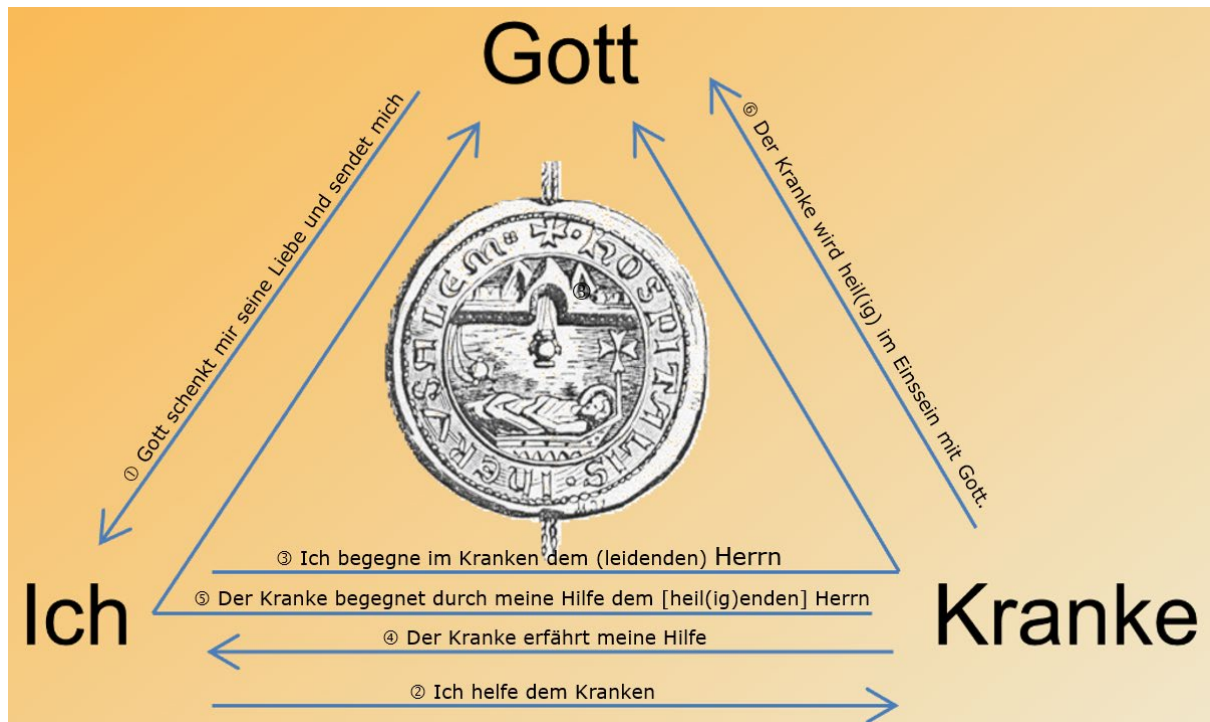 Gott
① Gott schenkt mir seine Liebe und sendet mich
⑥ Der Kranke wird heil(ig) im Einssein mit Gott.
✠·HOSPITALIS·IHERVSALEM
③
③ Ich begegne im Kranken dem (leidenden) Herrn
⑤ Der Kranke begegnet durch meine Hilfe dem [heil(ig)enden] Herrn
Ich
Kranke
④ Der Kranke erfährt meine Hilfe
② Ich helfe dem Kranken